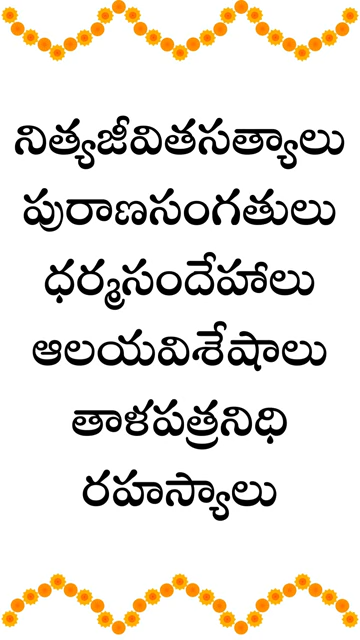 నిత్యజీవితసత్యాలు
పురాణసంగతులు
ధర్మసందేహాలు
ఆలయవిశేషాలు
తాళపత్రనిధి
రహస్యాలు